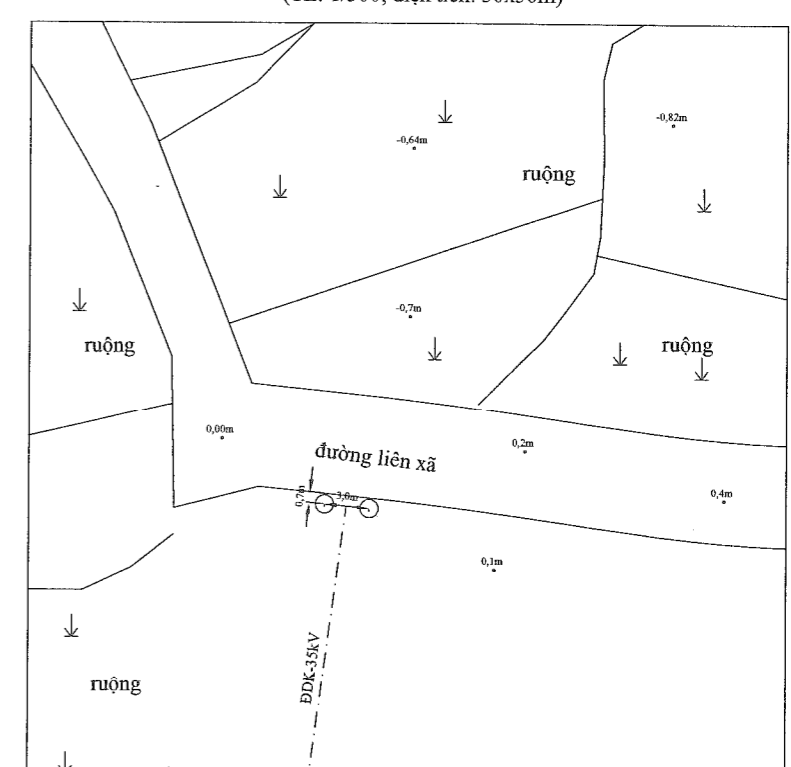 -0,82m
-0,64m
ruộng
-0,7m
ruộng
ruộng
0,00m
0,2m
đường liên xã
0,4m
0,7m
3,0m
0,1m
ĐDK-35kV
ruộng